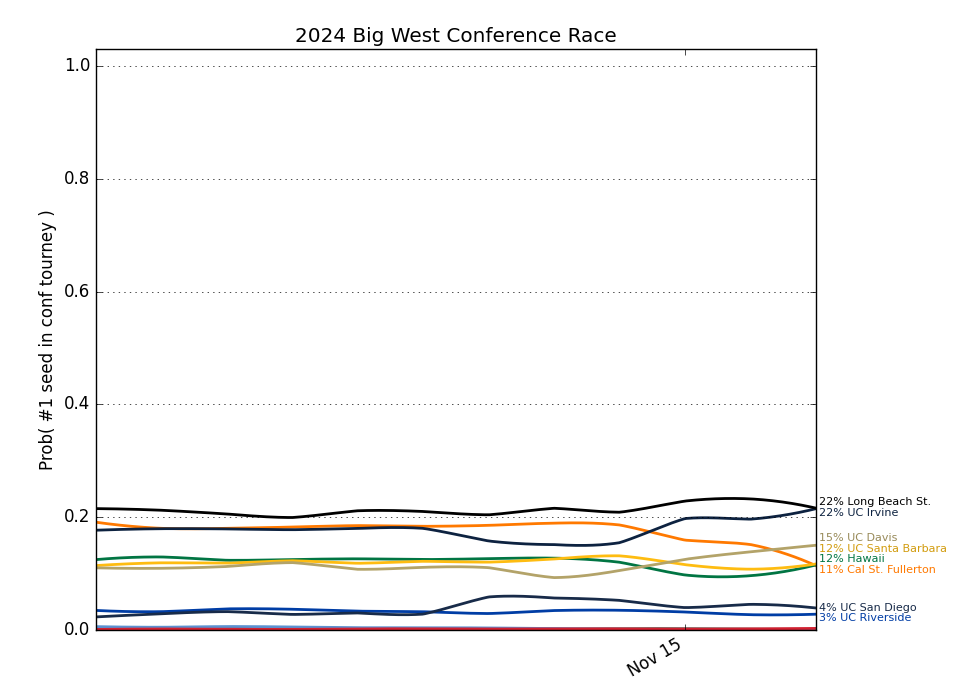 2024 Big West Conference Race
Prob( #1 seed in conf tourney )
1.0
0.8
0.6
0.4
0.2
0.0
Nov 15
22% Long Beach St.
22% UC Irvine
15% UC Davis
12% UC Santa Barbara
12% Hawaii
11% Cal St. Fullerton
4% UC San Diego
3% UC Riverside